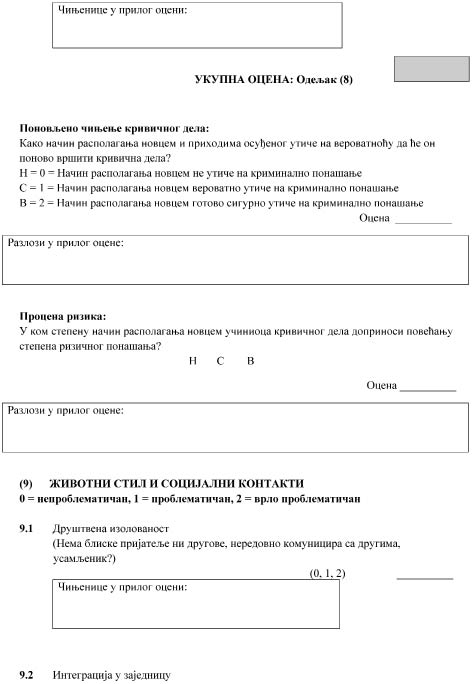 Чињенице у прилог оцени:
УКУПНА ОЦЕНА: Одељак (8)
Поновљено чињење кривичног дела:
Како начин располагања новцем и приходима осуђеног утиче на вероватноћу да ће он
поново вршити кривична дела?
Н = 0 = Начин располагања новцем не утиче на криминално понашање
С = 1 = Начин располагања новцем вероватно утиче на криминално понашање
В = 2 = Начин располагања новцем готово сигурно утиче на криминално понашање
Оцена __________
Разлози у прилог оцене:
Процена ризика:
У ком степену начин располагања новцем учиниоца кривичног дела доприноси повећању
степена ризичног понашања?
Н С В
Оцена __________
Разлози у прилог оцене:
(9) ЖИВОТНИ СТИЛ И СОЦИЈАЛНИ КОНТАКТИ
0 = непроблематичан, 1 = проблематичан, 2 = врло проблематичан
9.1 Друштвена изолованост
(Нема блиске пријатеље ни другове, нередовно комуницира са другима,
усамљеник?)
(0, 1, 2) __________
Чињенице у прилог оцени:
9.2 Интеграција у заједницу